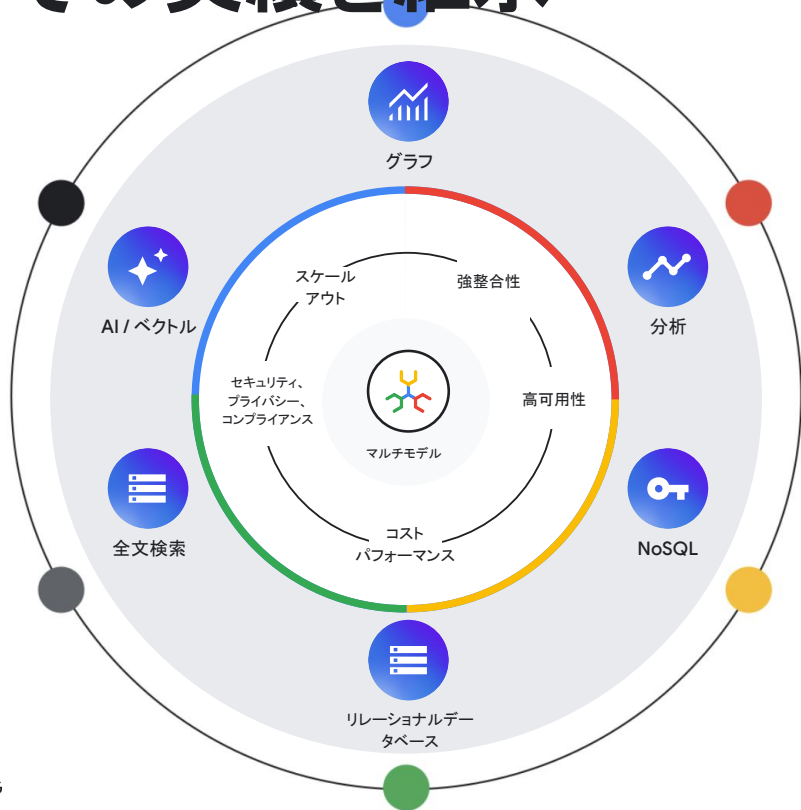 グラフ
AI / ベクトル
分析
スケール
アウト
強整合性
セキュリティ、
プライバシー、
コンプライアンス
高可用性
マルチモデル
コスト
パフォーマンス
全文検索
NoSQL
リレーショナルデー
タベース